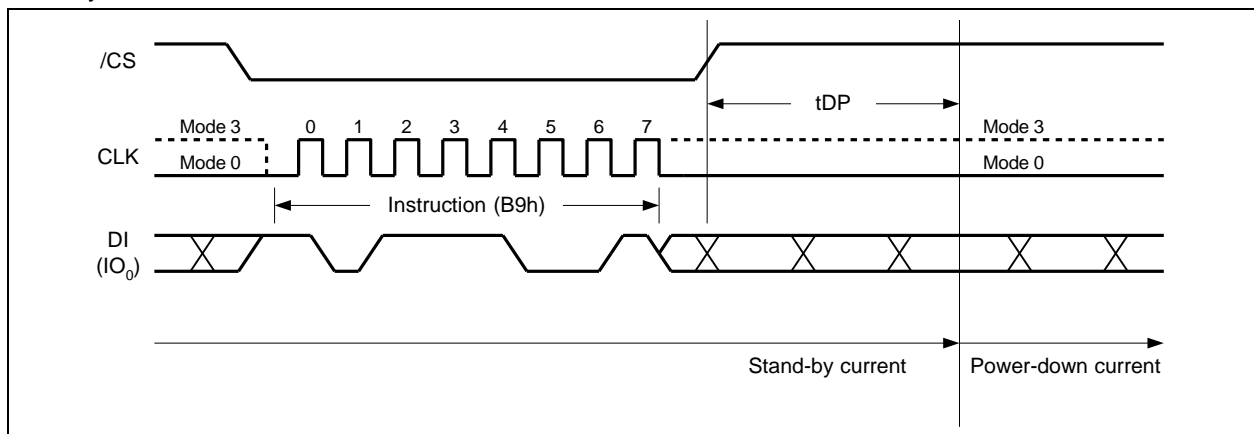 /CS
tDP
Mode 3 0 1 2 3 4 5 6 7 Mode 3
CLK
Mode 0 Mode 0
Instruction (B9h)
DI
(IO0)
Stand-by current Power-down current